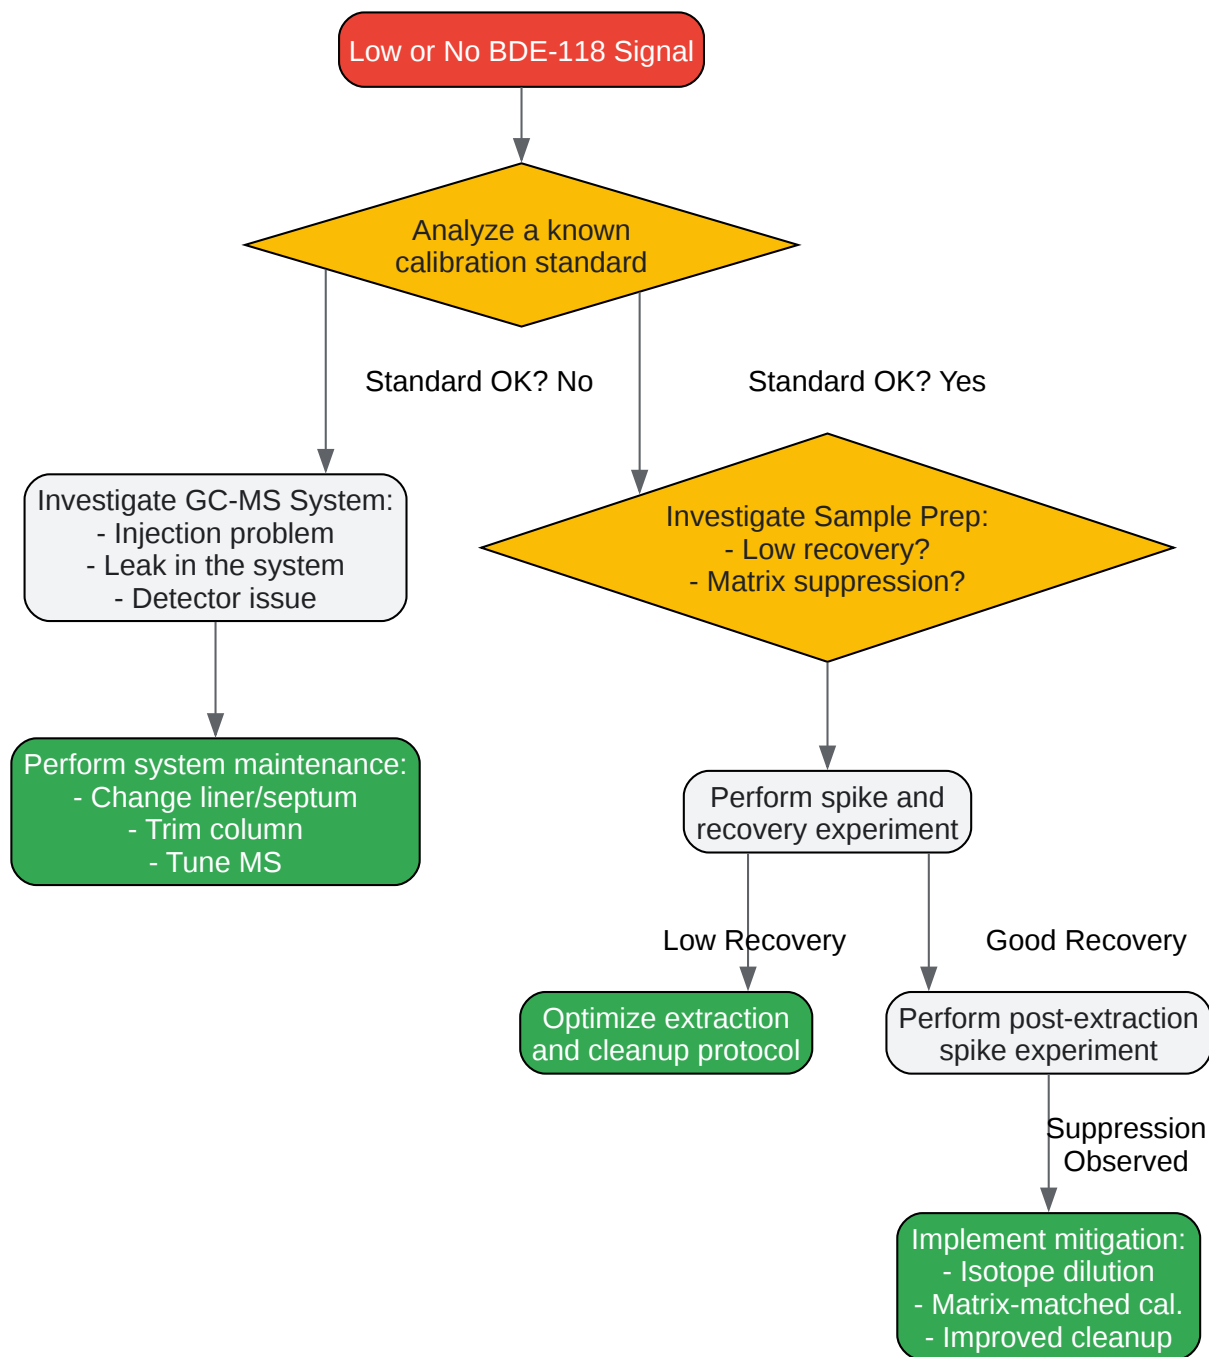 Low or No BDE-118 Signal
Analyze a known
calibration standard
Standard OK? No
Standard OK? Yes
Investigate GC-MS System:
- Injection problem
- Leak in the system
- Detector issue
Investigate Sample Prep:
- Low recovery?
- Matrix suppression?
Perform system maintenance:
- Change liner/septum
- Trim column
- Tune MS
Perform spike and
recovery experiment
Low Recovery
Good Recovery
Optimize extraction
and cleanup protocol
Perform post-extraction
spike experiment
Suppression
Observed
Implement mitigation:
- Isotope dilution
- Matrix-matched cal.
- Improved cleanup